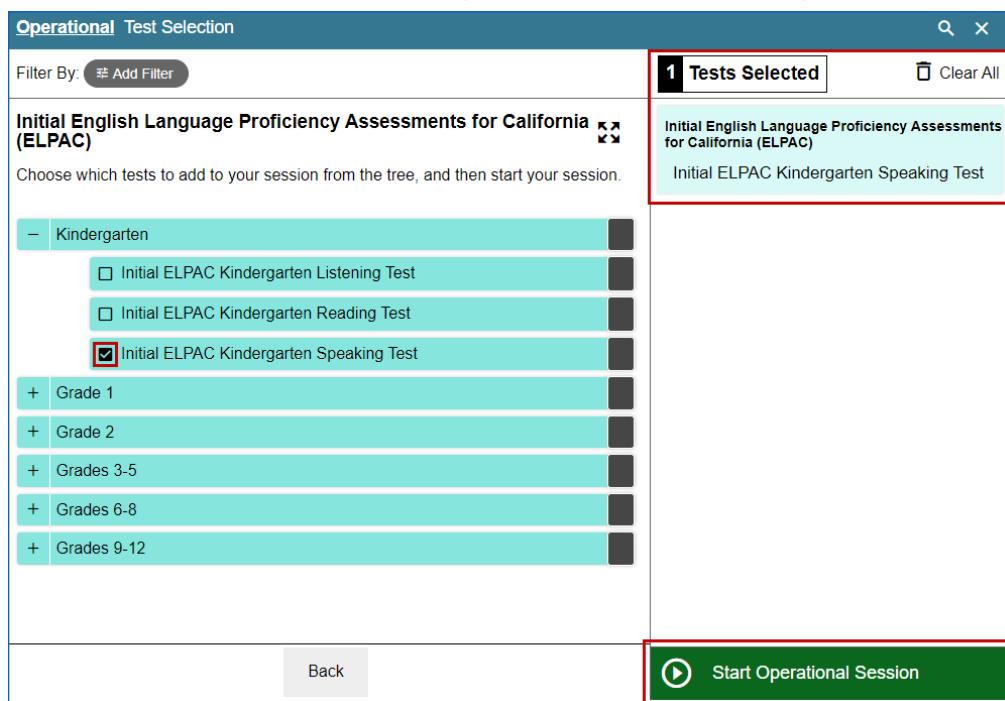 Operational Test Selection
Filter By: Add Filter
1 Tests Selected
Clear All
Initial English Language Proficiency Assessments for California
(ELPAC)
Choose which tests to add to your session from the tree, and then start your session.
− Kindergarten
Initial ELPAC Kindergarten Listening Test
Initial ELPAC Kindergarten Reading Test
Initial ELPAC Kindergarten Speaking Test
+ Grade 1
+ Grade 2
+ Grades 3-5
+ Grades 6-8
+ Grades 9-12
Initial English Language Proficiency Assessments
for California (ELPAC)
Initial ELPAC Kindergarten Speaking Test
Back
Start Operational Session